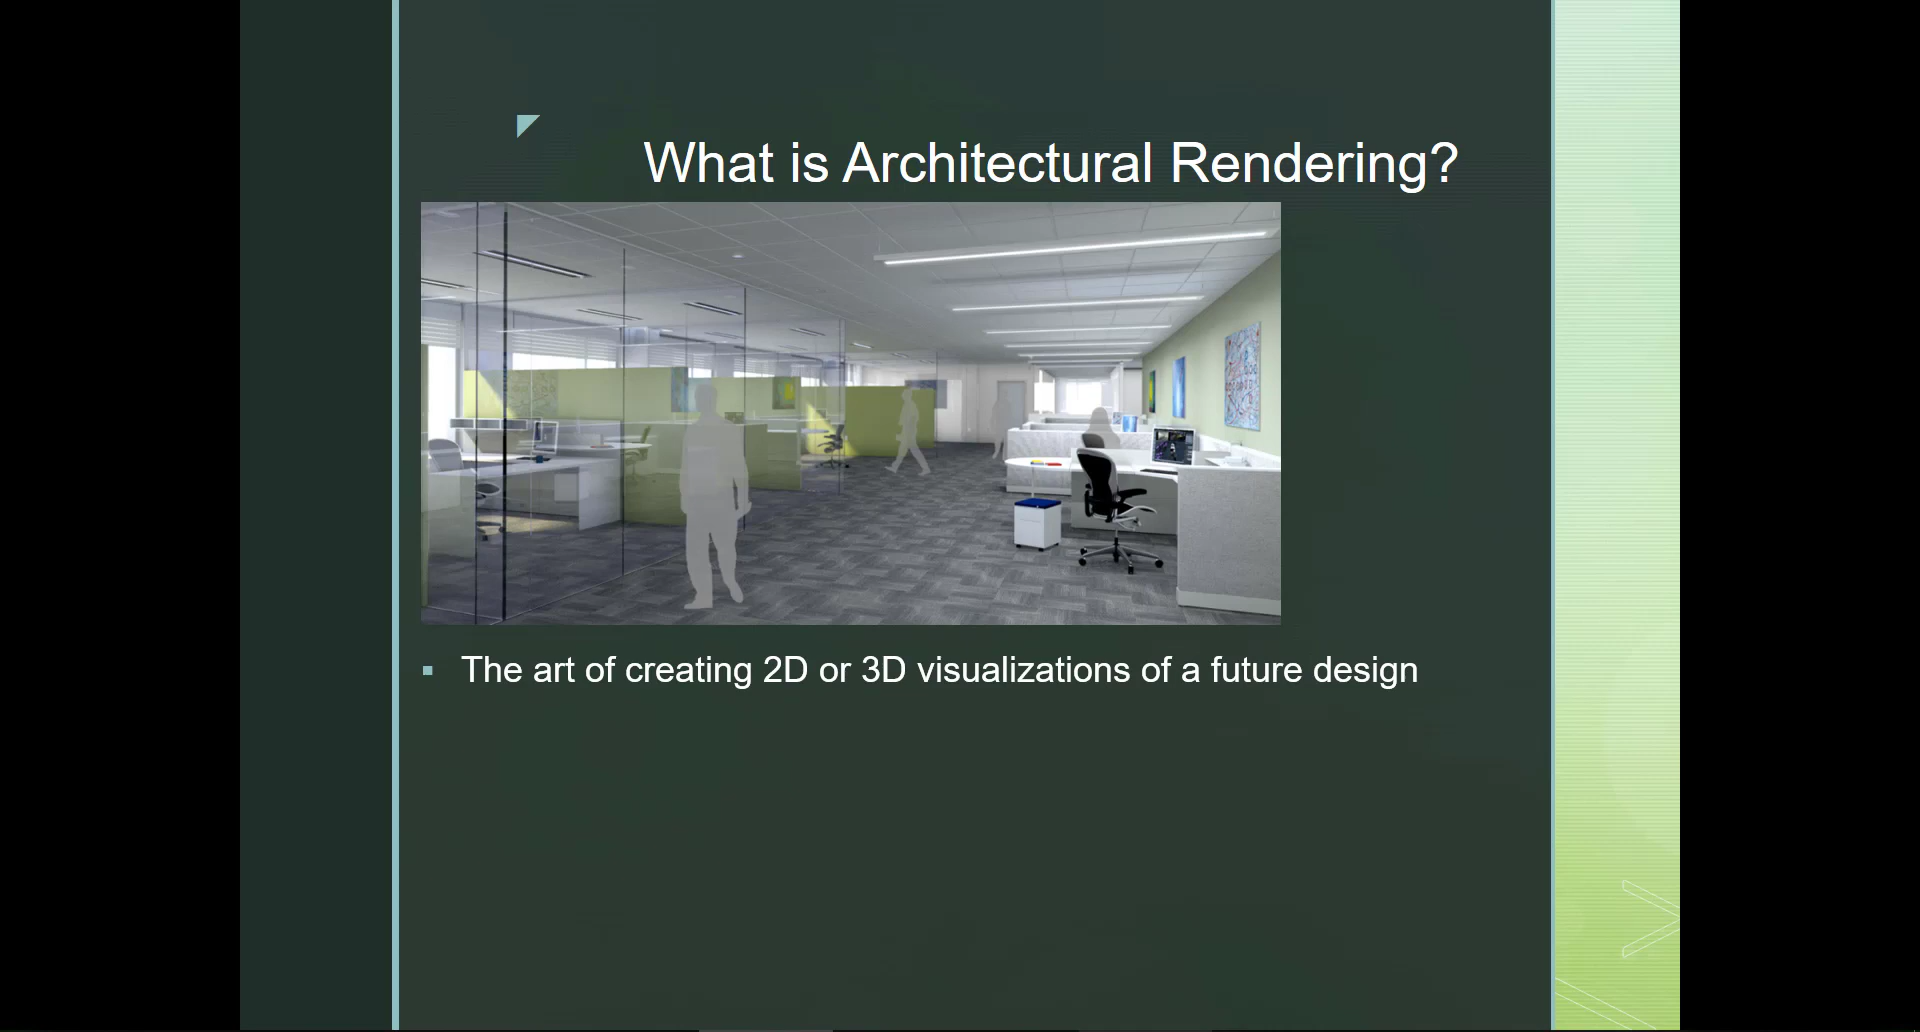 What is Architectural Rendering?
The art of creating 2D or 3D visualizations of a future design